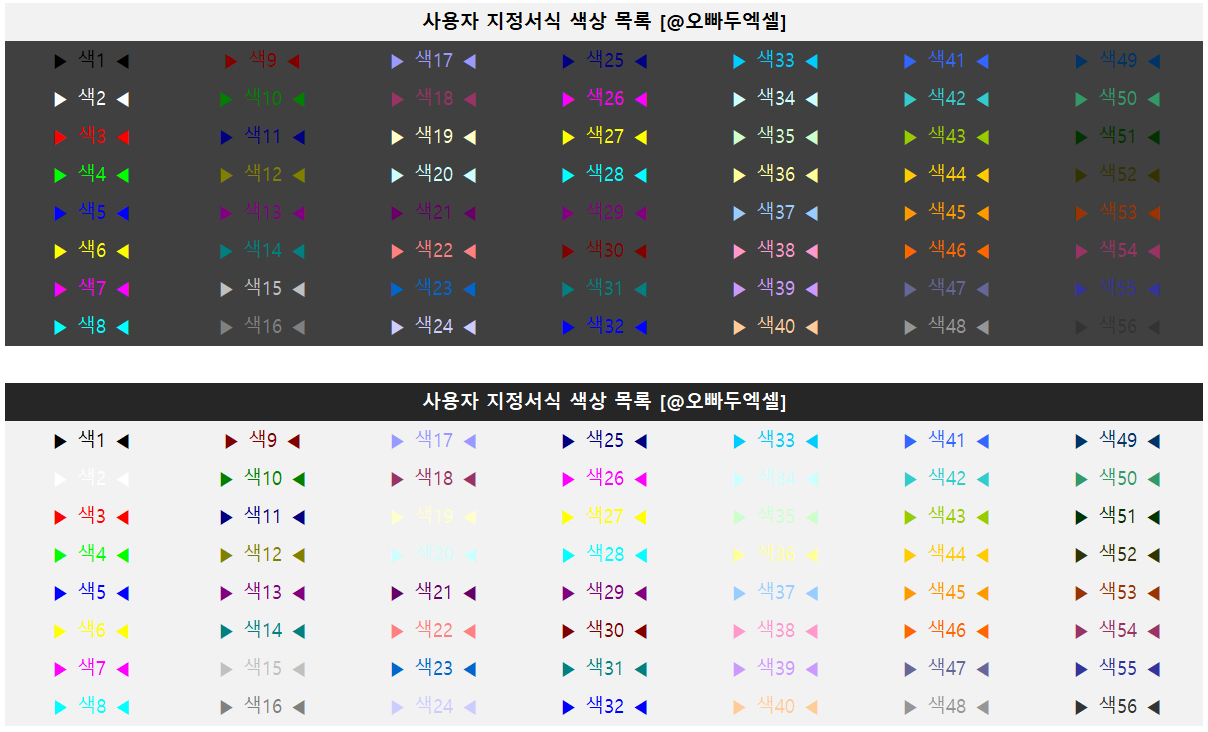 사용자 지정서식 색상 목록 [@오빠두엑셀]
▶ 색1 ◀ ▶ 색9 ◀ ▶ 색17 ◀ ▶ 색25 ◀ ▶ 색33 ◀ ▶ 색41 ◀ ▶ 색49 ◀
▶ 색2 ◀ ▶ 색10 ◀ ▶ 색18 ◀ ▶ 색26 ◀ ▶ 색34 ◀ ▶ 색42 ◀ ▶ 색50 ◀
▶ 색3 ◀ ▶ 색11 ◀ ▶ 색19 ◀ ▶ 색27 ◀ ▶ 색35 ◀ ▶ 색43 ◀ ▶ 색51 ◀
▶ 색4 ◀ ▶ 색12 ◀ ▶ 색20 ◀ ▶ 색28 ◀ ▶ 색36 ◀ ▶ 색44 ◀ ▶ 색52 ◀
▶ 색5 ◀ ▶ 색13 ◀ ▶ 색21 ◀ ▶ 색29 ◀ ▶ 색37 ◀ ▶ 색45 ◀ ▶ 색53 ◀
▶ 색6 ◀ ▶ 색14 ◀ ▶ 색22 ◀ ▶ 색30 ◀ ▶ 색38 ◀ ▶ 색46 ◀ ▶ 색54 ◀
▶ 색7 ◀ ▶ 색15 ◀ ▶ 색23 ◀ ▶ 색31 ◀ ▶ 색39 ◀ ▶ 색47 ◀ ▶ 색55 ◀
▶ 색8 ◀ ▶ 색16 ◀ ▶ 색24 ◀ ▶ 색32 ◀ ▶ 색40 ◀ ▶ 색48 ◀ ▶ 색56 ◀
사용자 지정서식 색상 목록 [@오빠두엑셀]
▶ 색1 ◀ ▶ 색9 ◀ ▶ 색17 ◀ ▶ 색25 ◀ ▶ 색33 ◀ ▶ 색41 ◀ ▶ 색49 ◀
▶ 색2 ◀ ▶ 색10 ◀ ▶ 색18 ◀ ▶ 색26 ◀ ▶ 색34 ◀ ▶ 색42 ◀ ▶ 색50 ◀
▶ 색3 ◀ ▶ 색11 ◀ ▶ 색19 ◀ ▶ 색27 ◀ ▶ 색35 ◀ ▶ 색43 ◀ ▶ 색51 ◀
▶ 색4 ◀ ▶ 색12 ◀ ▶ 색20 ◀ ▶ 색28 ◀ ▶ 색36 ◀ ▶ 색44 ◀ ▶ 색52 ◀
▶ 색5 ◀ ▶ 색13 ◀ ▶ 색21 ◀ ▶ 색29 ◀ ▶ 색37 ◀ ▶ 색45 ◀ ▶ 색53 ◀
▶ 색6 ◀ ▶ 색14 ◀ ▶ 색22 ◀ ▶ 색30 ◀ ▶ 색38 ◀ ▶ 색46 ◀ ▶ 색54 ◀
▶ 색7 ◀ ▶ 색15 ◀ ▶ 색23 ◀ ▶ 색31 ◀ ▶ 색39 ◀ ▶ 색47 ◀ ▶ 색55 ◀
▶ 색8 ◀ ▶ 색16 ◀ ▶ 색24 ◀ ▶ 색32 ◀ ▶ 색40 ◀ ▶ 색48 ◀ ▶ 색56 ◀